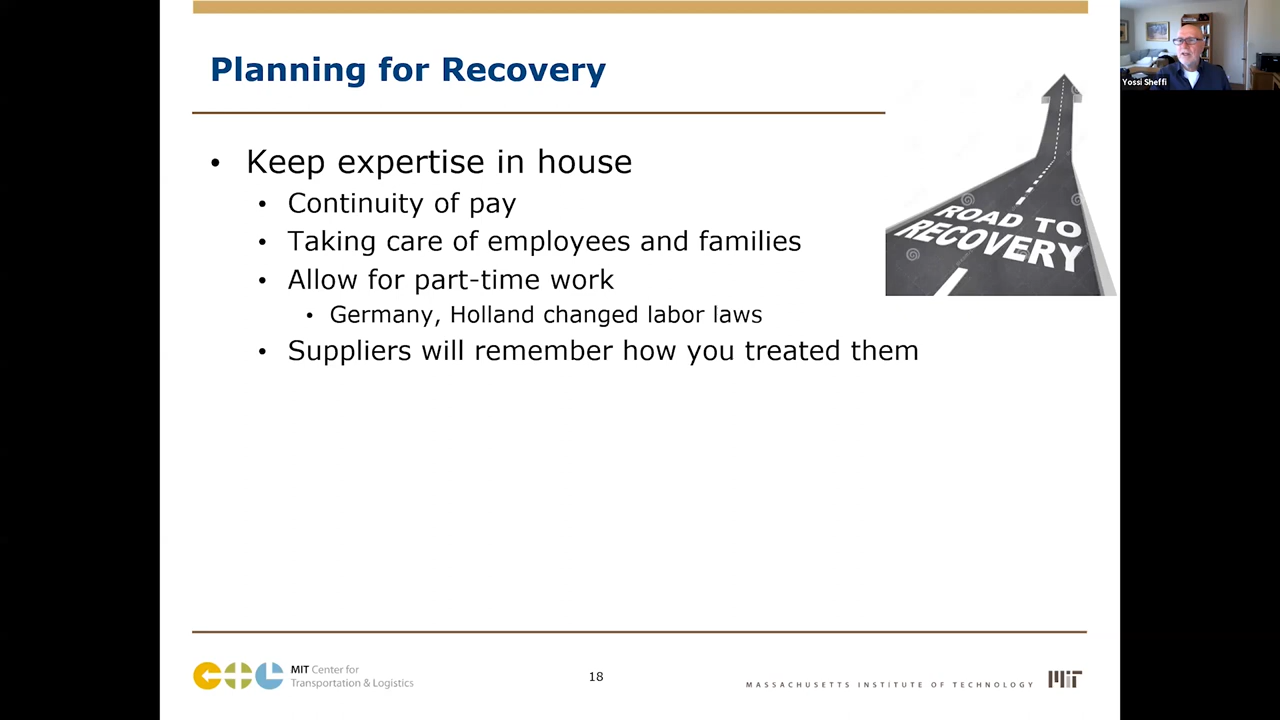 Planning for Recovery
Yossi Sheffi
ROAD TO
RECOVERY
• Keep expertise in house
• Continuity of pay
• Taking care of employees and families
• Allow for part-time work
• Germany, Holland changed labor laws
• Suppliers will remember how you treated them
MIT Center for
Transportation & Logistics
18
MASSACHUSETTS INSTITUTE OF TECHNOLOGY
MIT